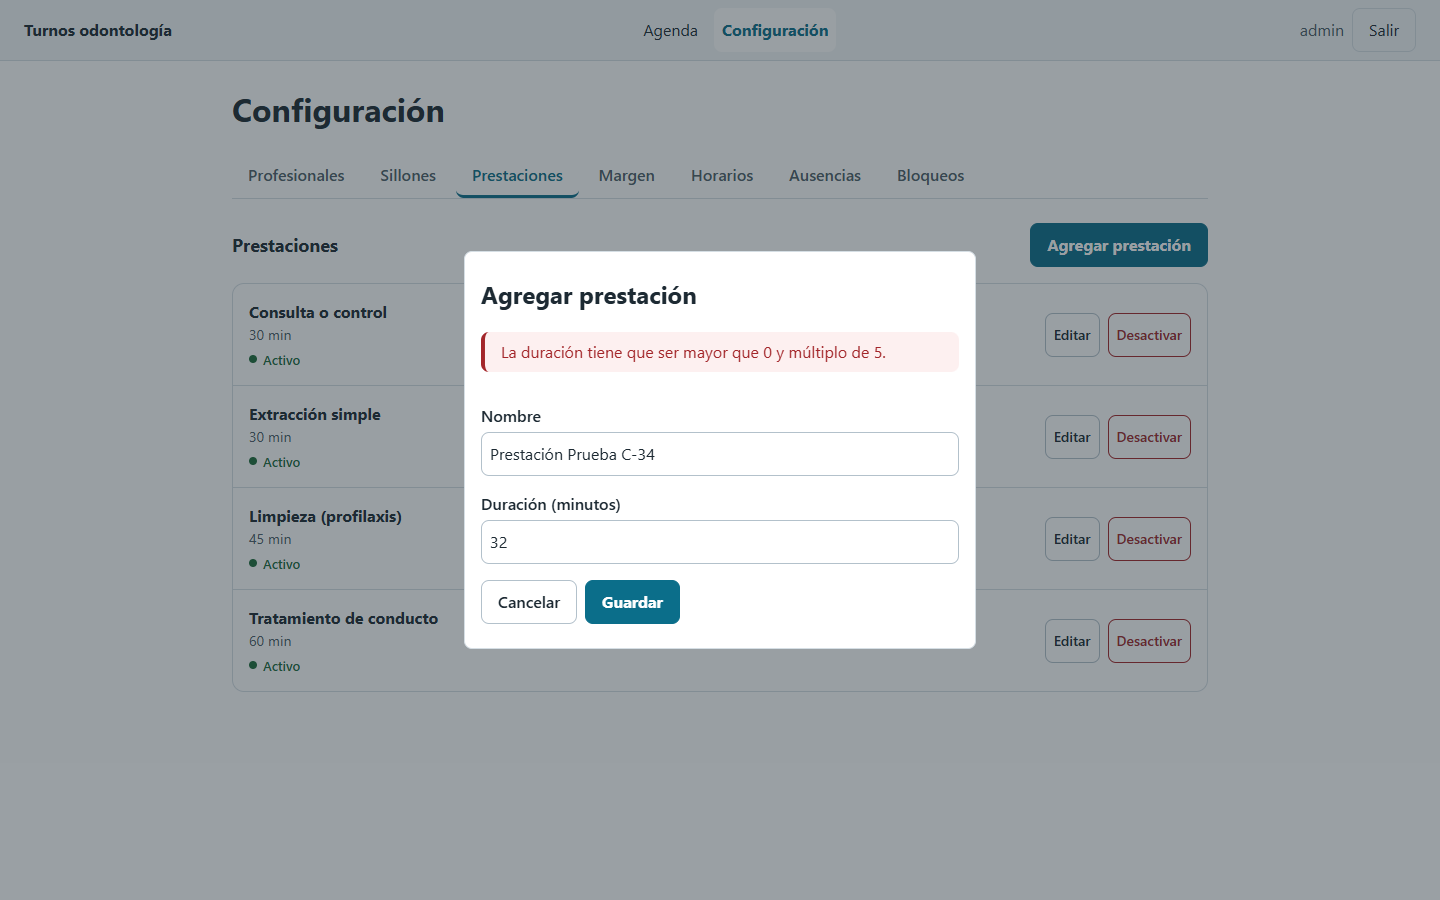 Turnos odontología
Agenda
Configuración
admin
Salir
Configuración
Profesionales
Sillones
Prestaciones
Margen
Horarios
Ausencias
Bloqueos
Prestaciones
Agregar prestación
Consulta o control
30 min
Activo
Editar
Desactivar
Extracción simple
30 min
Activo
Editar
Desactivar
Limpieza (profilaxis)
45 min
Activo
Editar
Desactivar
Tratamiento de conducto
60 min
Activo
Editar
Desactivar
Agregar prestación
La duración tiene que ser mayor que 0 y múltiplo de 5.
Nombre
Prestación Prueba C-34
Duración (minutos)
32
Cancelar
Guardar